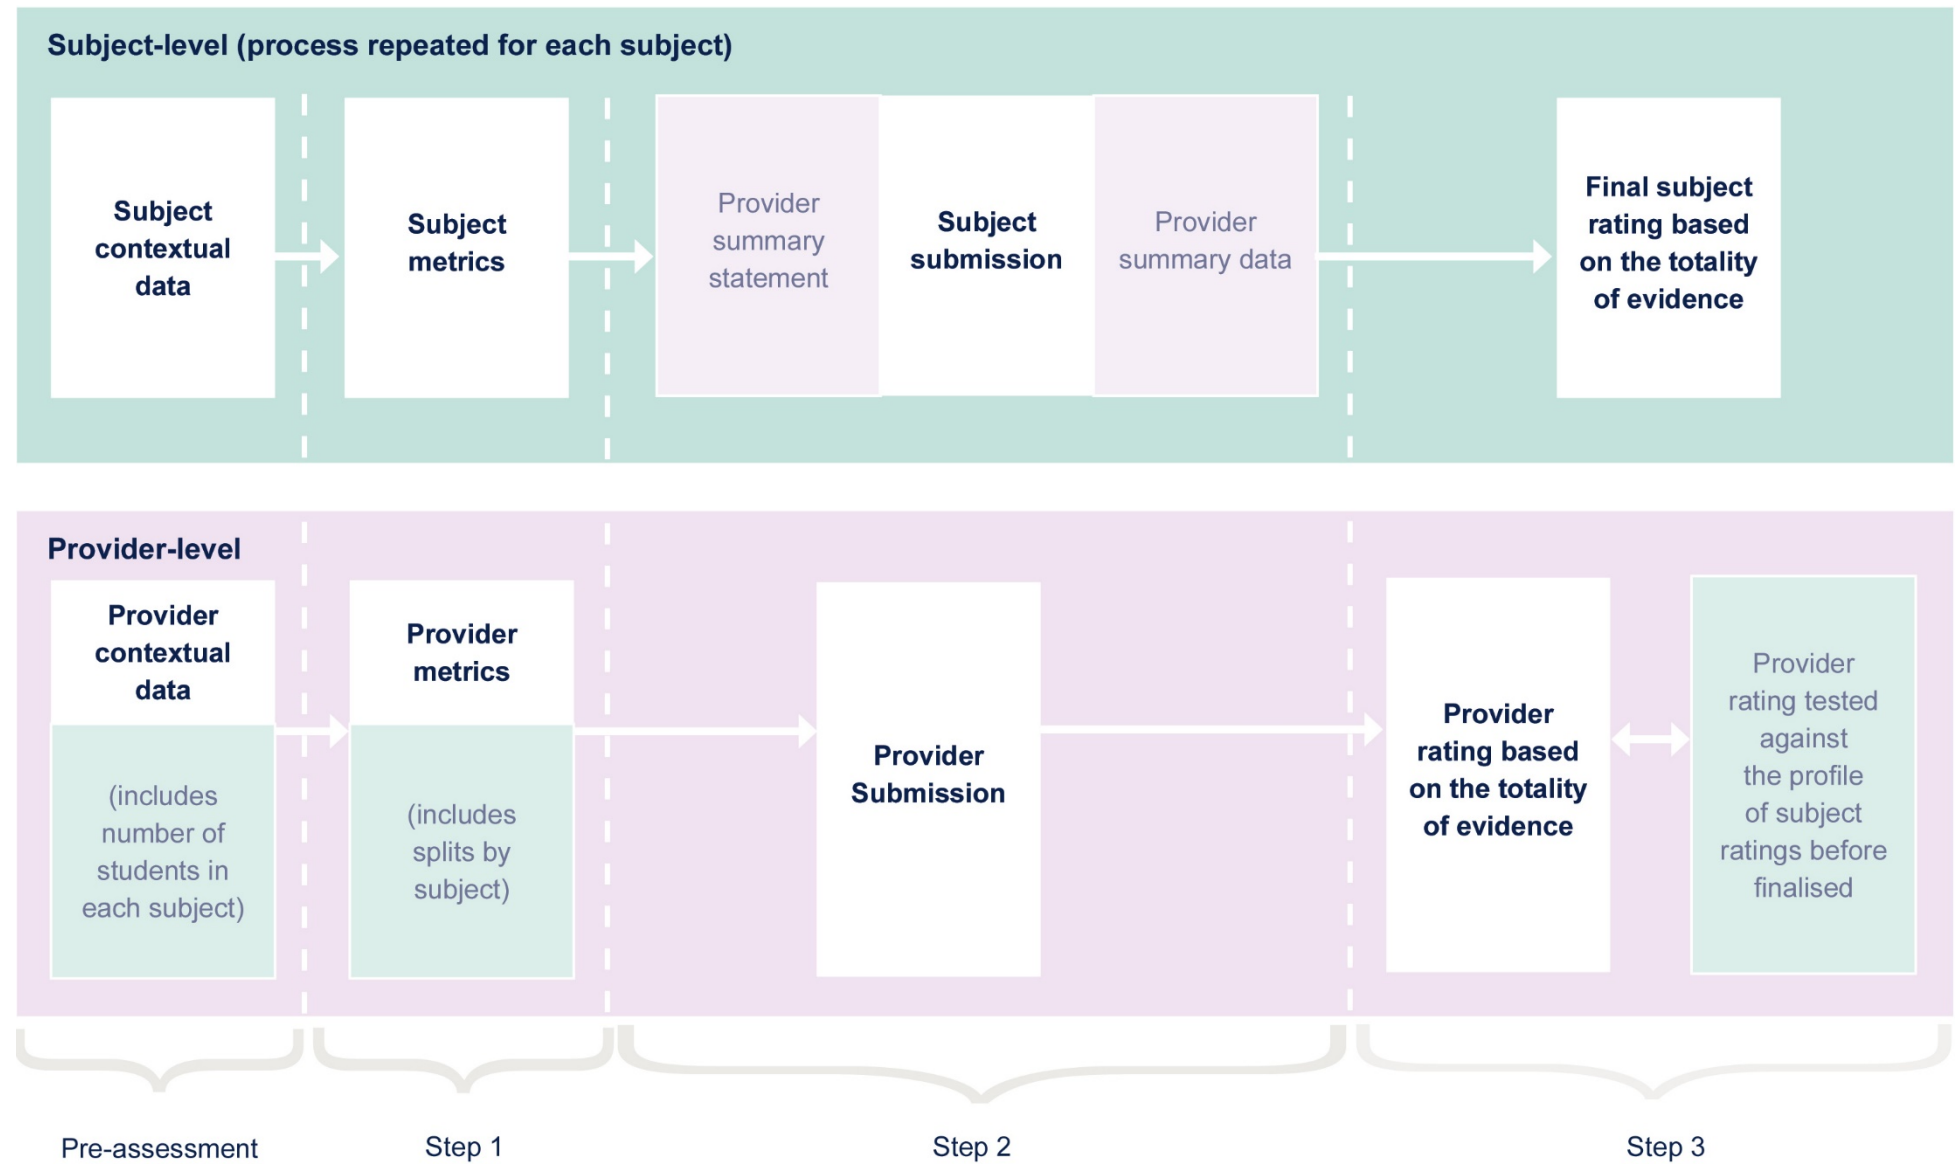 Subject-level (process repeated for each subject)
Subject
contextual
data
Subject
metrics
Provider
summary
statement
Subject
submission
Provider
summary data
Final subject
rating based
on the totality
of evidence
Provider-level
Provider
contextual
data
(includes
number of
students in
each subject)
Provider
metrics
(includes
splits by
subject)
Provider
Submission
Provider
rating based
on the totality
of evidence
Provider
rating tested
against
the profile
of subject
ratings before
finalised
Pre-assessment
Step 1
Step 2
Step 3